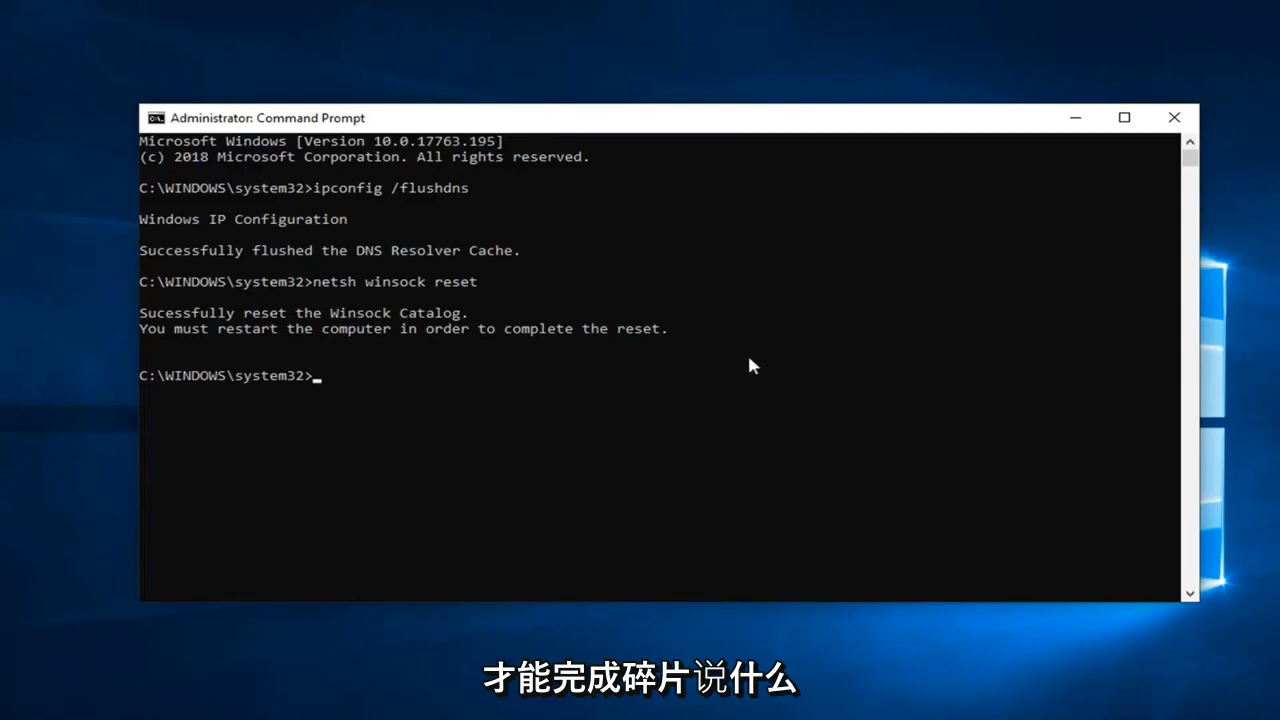 Administrator: Command Prompt
Microsoft Windows [Version 10.0.17763.195]
(c) 2018 Microsoft Corporation. All rights reserved.
C:\WINDOWS\system32>ipconfig /flushdns
Windows IP Configuration
Successfully flushed the DNS Resolver Cache.
C:\WINDOWS\system32>netsh winsock reset
Sucessfully reset the Winsock Catalog.
You must restart the computer in order to complete the reset.
C:\WINDOWS\system32>
才能完成碎片说什么